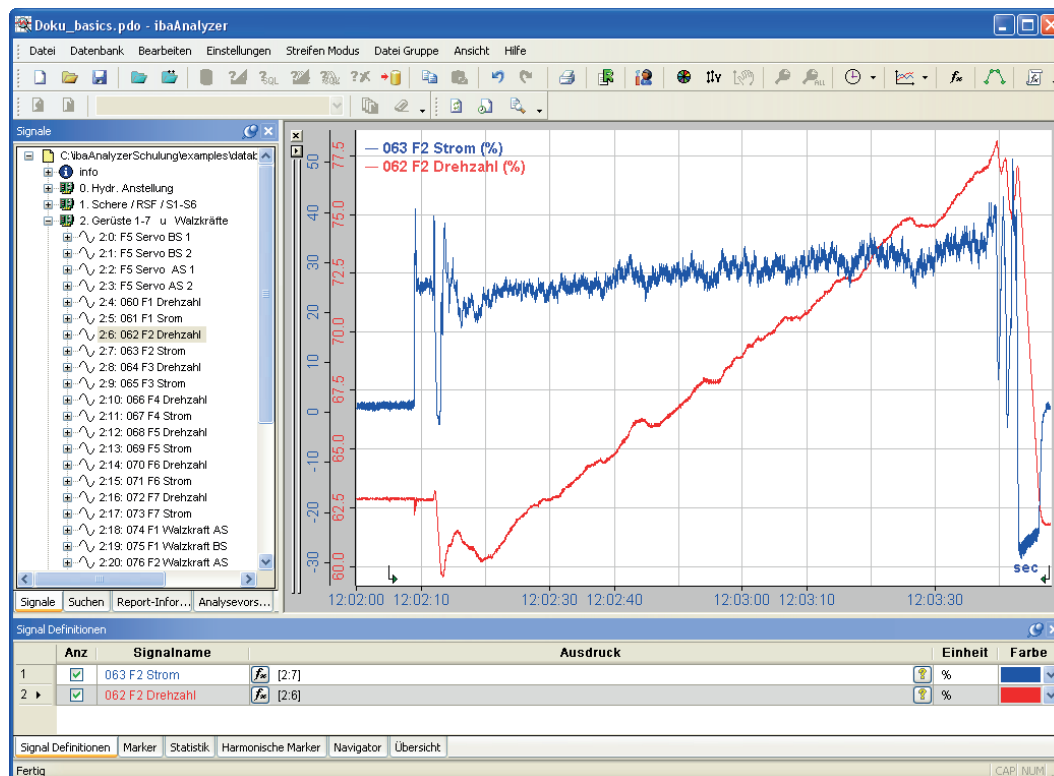 Doku_basics.pdo - ibaAnalyzer
Datei Datenbank Bearbeiten Einstellungen Streifen Modus Datei Gruppe Ansicht Hilfe
Signale
C:\ibaAnalyzerSchulung\examples\datab
info
0. Hydr. Anstellung
1. Schere / RSF / S1-S6
2. Gerüste 1-7 u Walzkräfte
2:0: F5 Servo BS 1
2:1: F5 Servo BS 2
2:2: F5 Servo AS 1
2:3: F5 Servo AS 2
2:4: 060 F1 Drehzahl
2:5: 061 F1 Srom
2:6: 062 F2 Drehzahl
2:7: 063 F2 Strom
2:8: 064 F3 Drehzahl
2:9: 065 F3 Strom
2:10: 066 F4 Drehzahl
2:11: 067 F4 Strom
2:12: 068 F5 Drehzahl
2:13: 069 F5 Strom
2:14: 070 F6 Drehzahl
2:15: 071 F6 Strom
2:16: 072 F7 Drehzahl
2:17: 073 F7 Strom
2:18: 074 F1 Walzkraft AS
2:19: 075 F1 Walzkraft BS
2:20: 076 F2 Walzkraft AS
Signale Suchen Report-Infor... Analysevors...
063 F2 Strom (%)
062 F2 Drehzahl (%)
50
40
30
20
10
0
-10
-20
-30
77.5
75.0
72.5
70.0
67.5
65.0
62.5
60.0
sec
12:02:00 12:02:10 12:02:30 12:02:40 12:03:00 12:03:10 12:03:30
Signal Definitionen
Anz Signalname Ausdruck Einheit Farbe
1 063 F2 Strom fx [2:7] ? %
2 062 F2 Drehzahl fx [2:6] ? %
Signal Definitionen Marker Statistik Harmonische Marker Navigator Übersicht
Fertig CAP NUM